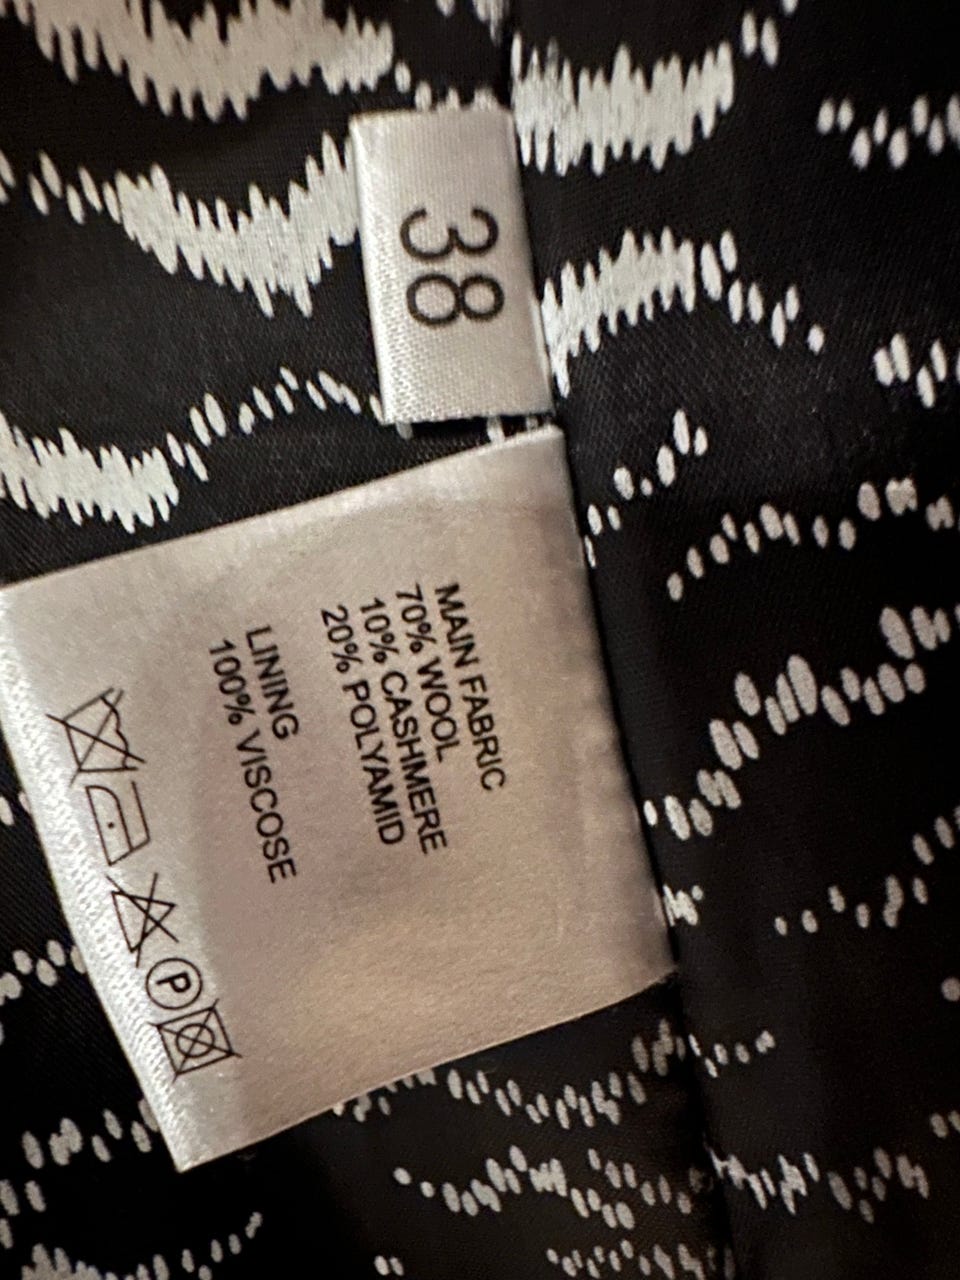 38
MAIN FABRIC
70% WOOL
10% CASHMERE
20% POLYAMID
LINING
100% VISCOSE
P